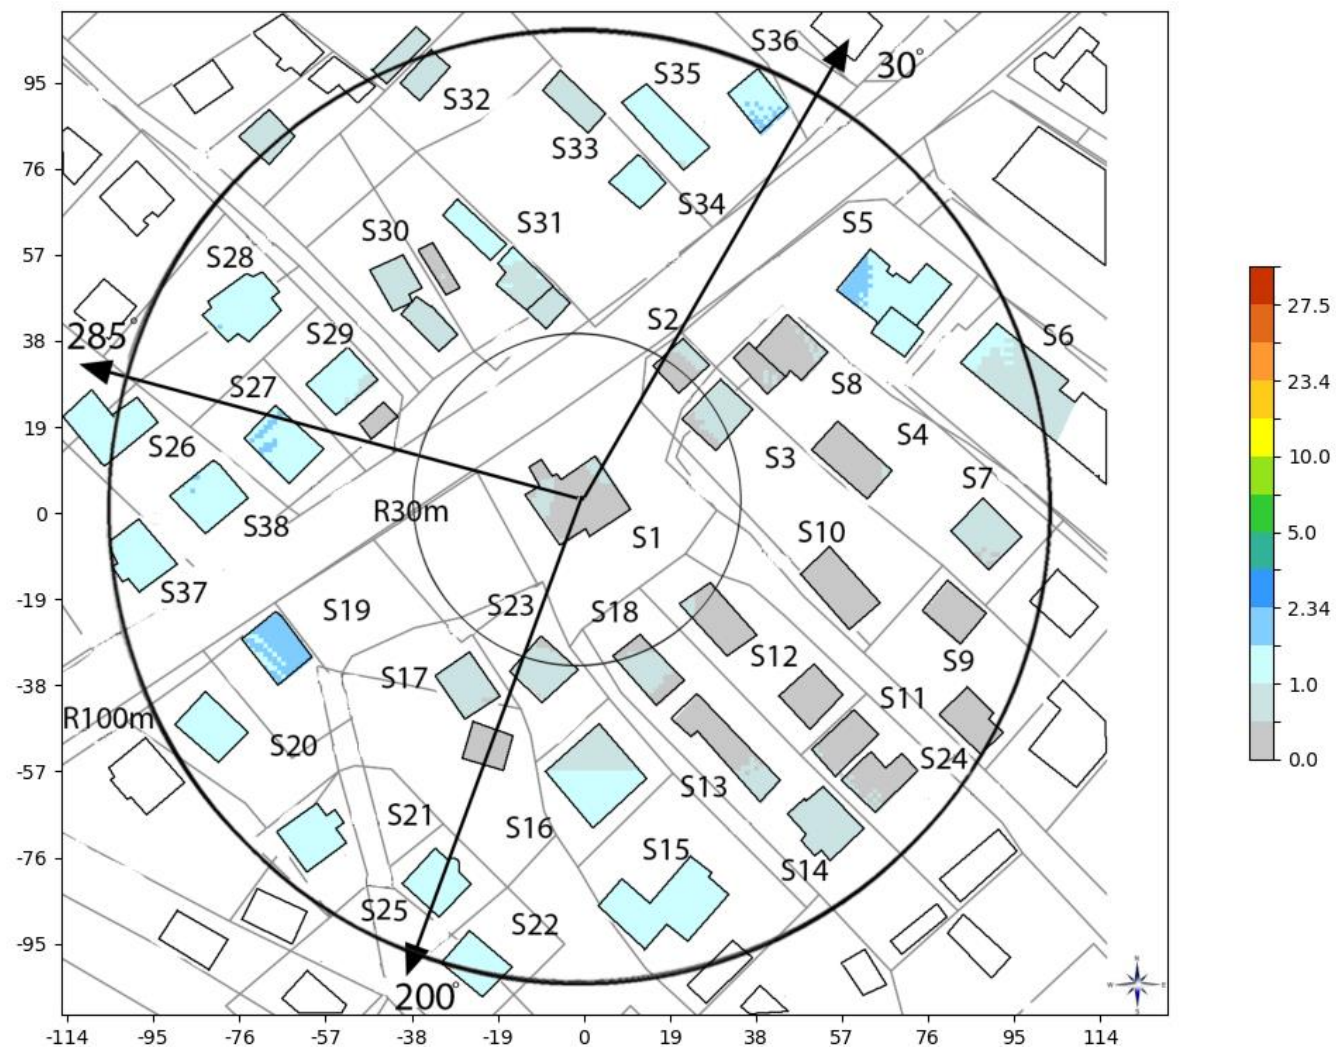 S36
30°
95
S35
S32
S33
76
S34
S30
S31
S5
S28
57
27.5
285°
S29
S2
S6
38
S8
23.4
S27
19
S26
S3
S4
S7
10.0
R30m
0
S38
S1
S10
5.0
S37
S19
S23
S18
-19
2.34
S12
S9
S17
-38
1.0
S11
R100m
S20
S24
-57
0.0
S13
S21
S16
-76
S15
S14
S25
S22
-95
200°
N
W
E
S
-114
-95
-76
-57
-38
-19
0
19
38
57
76
95
114